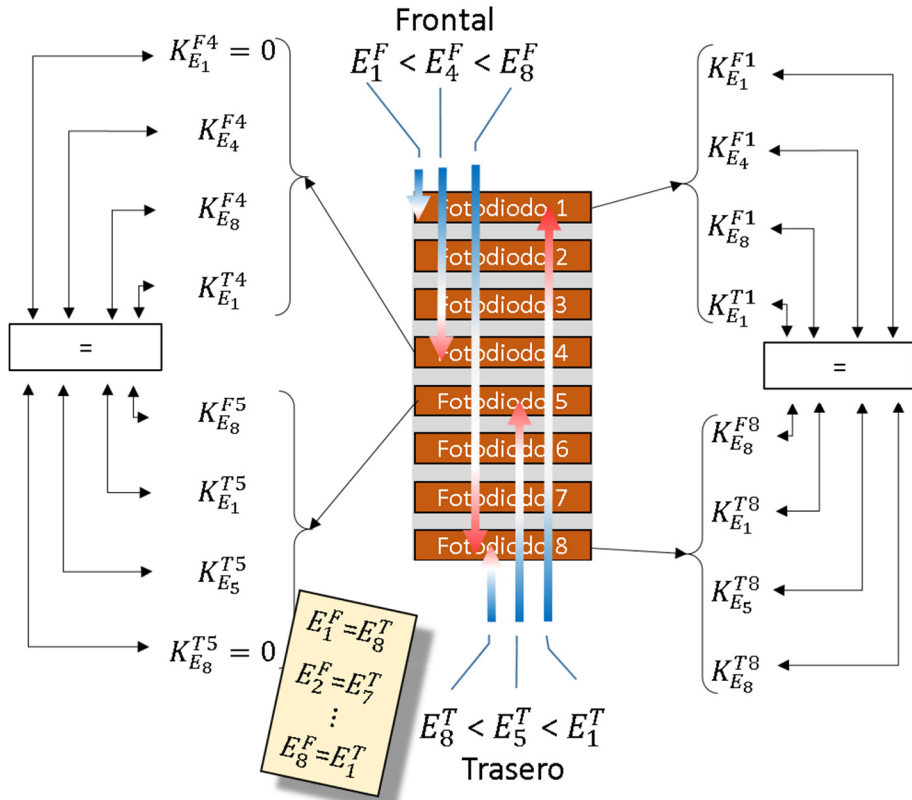 Frontal
$E_1^F < E_4^F < E_8^F$
$K_{E_1}^{F4} = 0$
$K_{E_4}^{F4}$
$K_{E_8}^{F4}$
$K_{E_1}^{T4}$
=
$K_{E_8}^{F5}$
$K_{E_1}^{T5}$
$K_{E_5}^{T5}$
$K_{E_8}^{T5} = 0$
Fotodiodo 1
Fotodiodo 2
Fotodiodo 3
Fotodiodo 4
Fotodiodo 5
Fotodiodo 6
Fotodiodo 7
Fotodiodo 8
$K_{E_1}^{F1}$
$K_{E_4}^{F1}$
$K_{E_8}^{F1}$
$K_{E_1}^{T1}$
=
$K_{E_8}^{F8}$
$K_{E_1}^{T8}$
$K_{E_5}^{T8}$
$K_{E_8}^{T8}$
$E_1^F = E_8^T$
$E_2^F = E_7^T$
⋮
$E_8^F = E_1^T$
$E_8^T < E_5^T < E_1^T$
Trasero